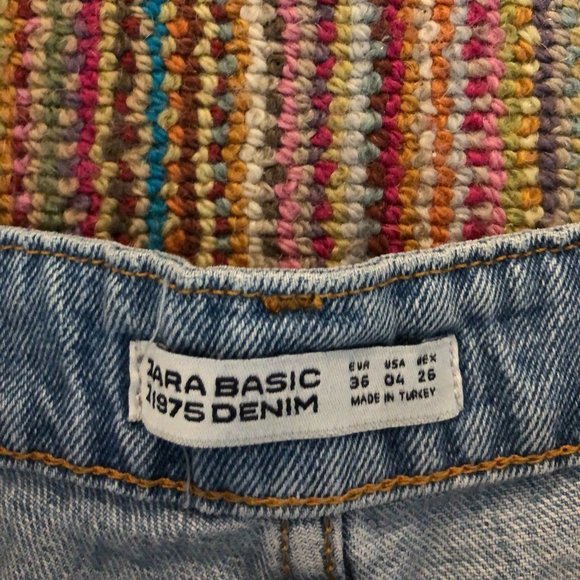 ZARA BASIC
Z1975 DENIM
EUR USA MEX
36 04 26
MADE IN TURKEY